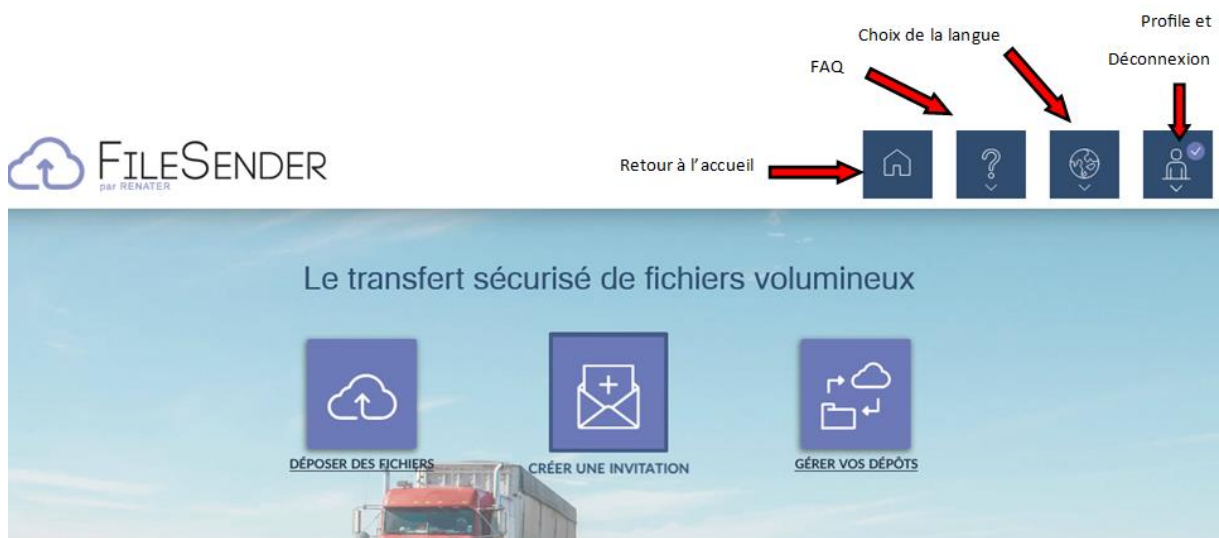 Profile et
Choix de la langue
Déconnexion
FAQ
FILESENDER
par RENATER
Retour à l'accueil
?
Le transfert sécurisé de fichiers volumineux
DÉPOSER DES FICHIERS
CRÉER UNE INVITATION
GÉRER VOS DÉPÔTS